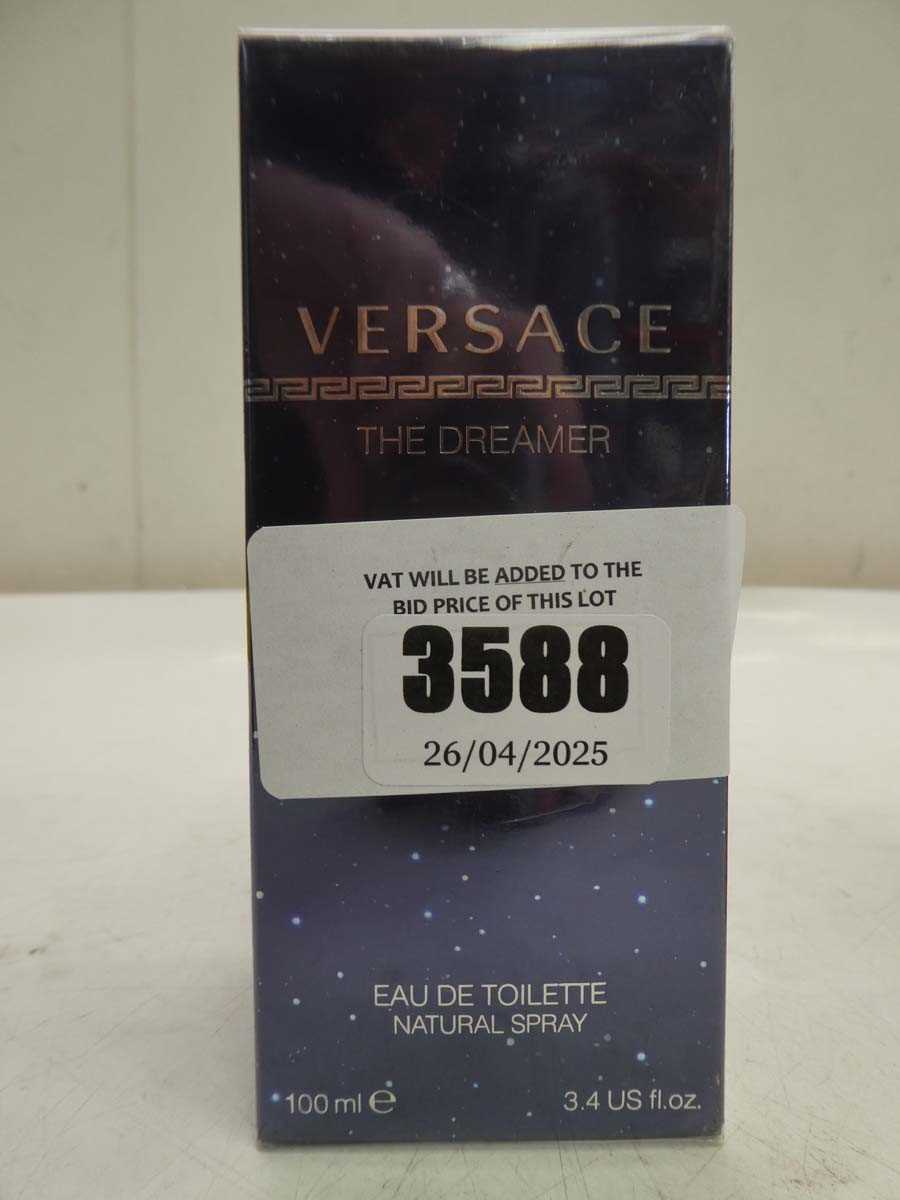 VERSACE
THE DREAMER
VAT WILL BE ADDED TO THE
BID PRICE OF THIS LOT
3588
26/04/2025
EAU DE TOILETTE
NATURAL SPRAY
100 ml ℮
3.4 US fl.oz.